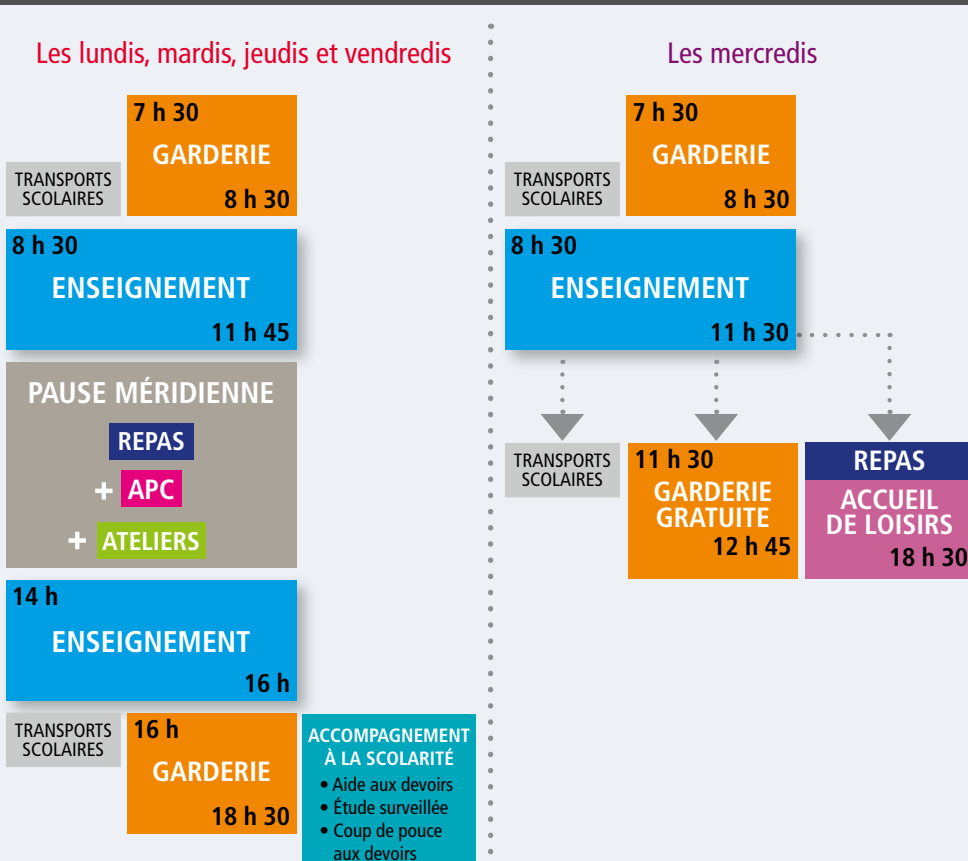 Les lundis, mardis, jeudis et vendredis
7 h 30
GARDERIE
8 h 30
TRANSPORTS
SCOLAIRES
8 h 30
ENSEIGNEMENT
11 h 45
PAUSE MÉRIDIENNE
REPAS
+ APC
+ ATELIERS
14 h
ENSEIGNEMENT
16 h
TRANSPORTS
SCOLAIRES
16 h
GARDERIE
18 h 30
ACCOMPAGNEMENT
À LA SCOLARITÉ
• Aide aux devoirs
• Étude surveillée
• Coup de pouce
aux devoirs
Les mercredis
7 h 30
GARDERIE
8 h 30
TRANSPORTS
SCOLAIRES
8 h 30
ENSEIGNEMENT
11 h 30
TRANSPORTS
SCOLAIRES
11 h 30
GARDERIE
GRATUITE
12 h 45
REPAS
ACCUEIL
DE LOISIRS
18 h 30